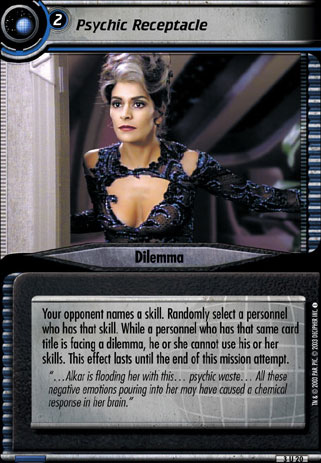 2
Psychic Receptacle
Dilemma
Your opponent names a skill. Randomly select a personnel
who has that skill. While a personnel who has that same card
title is facing a dilemma, he or she cannot use his or her
skills. This effect lasts until the end of this mission attempt.
“…Alkar is flooding her with this… psychic waste… All these
negative emotions pouring into her may have caused a chemical
response in her brain.”
TM & © 2003 PAR. PIC. © 2003 DECIPHER INC.
3 U 20